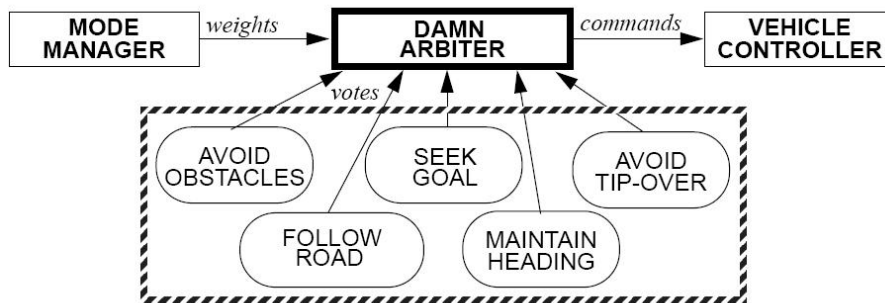 MODE
MANAGER
weights
DAMN
ARBITER
commands
VEHICLE
CONTROLLER
votes
AVOID
OBSTACLES
SEEK
GOAL
AVOID
TIP-OVER
FOLLOW
ROAD
MAINTAIN
HEADING